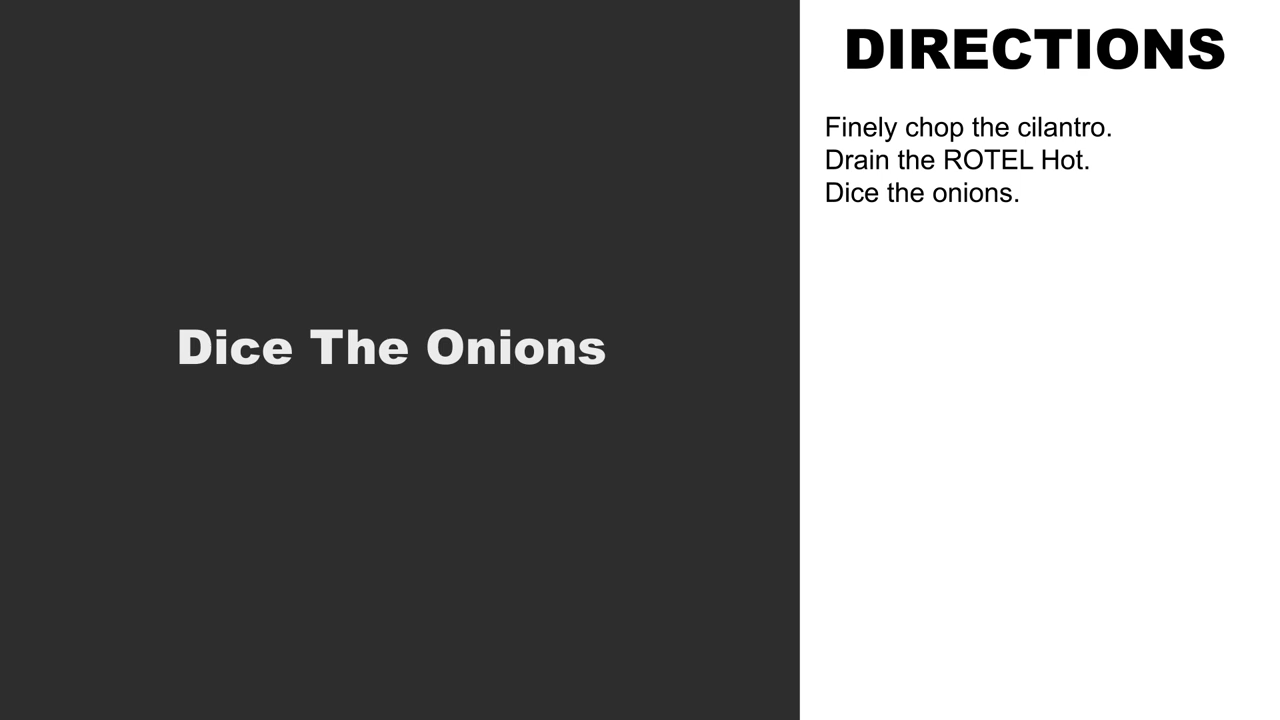 Dice The Onions
DIRECTIONS
Finely chop the cilantro.
Drain the ROTEL Hot.
Dice the onions.